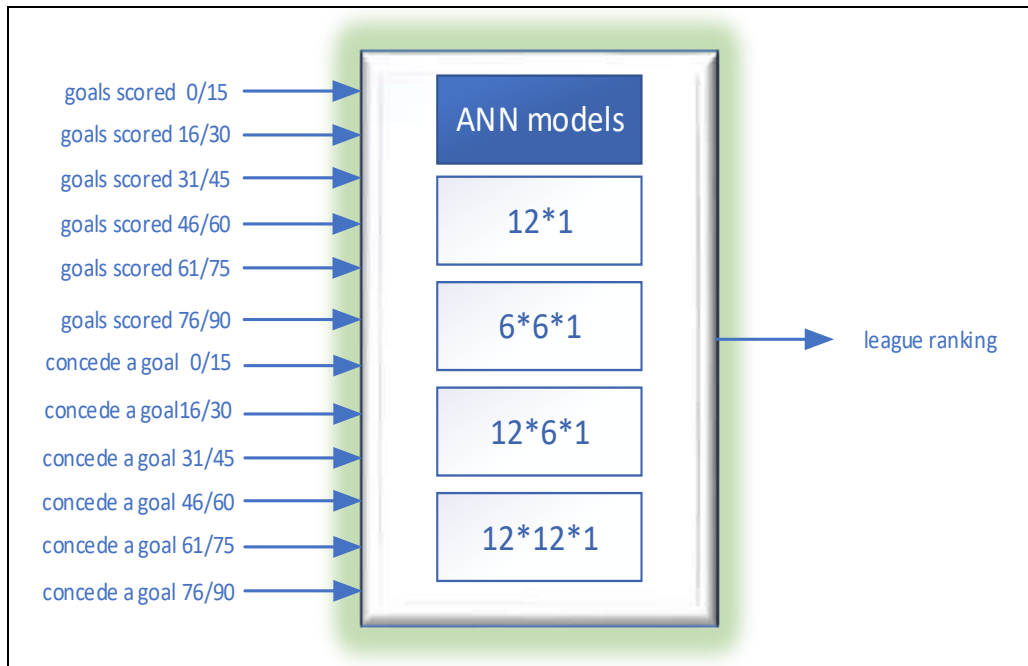 goals scored 0/15
goals scored 16/30
goals scored 31/45
goals scored 46/60
goals scored 61/75
goals scored 76/90
concede a goal 0/15
concede a goal16/30
concede a goal 31/45
concede a goal 46/60
concede a goal 61/75
concede a goal 76/90
ANN models
12*1
6*6*1
12*6*1
12*12*1
league ranking